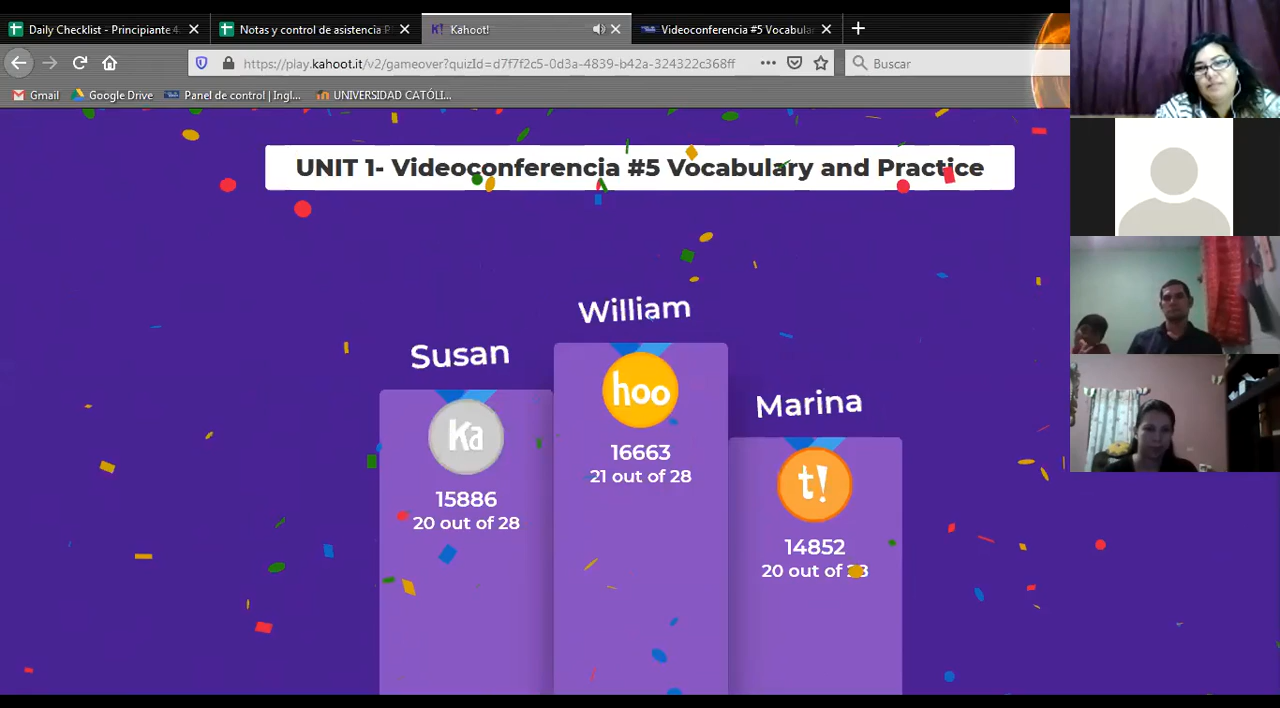 Daily Checklist - Principiante 4
Notas y control de asistencia P
K! Kahoot!
Videoconferencia #5 Vocabula
https://play.kahoot.it/v2/gameover?quizId=d7f7f2c5-0d3a-4839-b42a-324322c368ff
Buscar
Gmail
Google Drive
Panel de control | Ingl...
UNIVERSIDAD CATÓLI...
UNIT 1- Videoconferencia #5 Vocabulary and Practice
William
Susan
Marina
hoo
Ka
t!
16663
21 out of 28
15886
20 out of 28
14852
20 out of